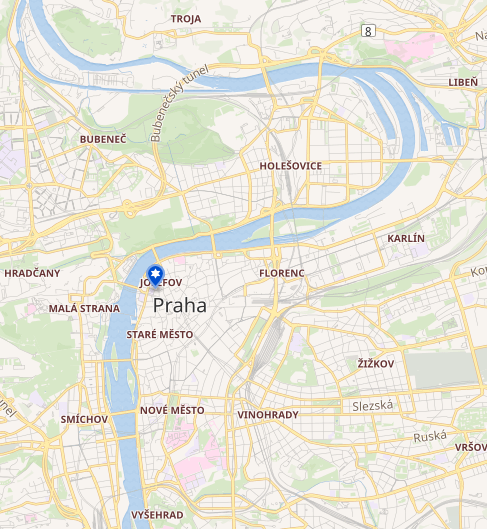 TROJA
8
Na
LIBEŇ
Bubenečský tunel
BUBENEČ
HOLEŠOVICE
KARLÍN
HRADČANY
FLORENC
Kon
JOSEFOV
MALÁ STRANA
Praha
STARÉ MĚSTO
ŽIŽKOV
unel
Slezská
SMÍCHOV
NOVÉ MĚSTO
VINOHRADY
Ruská
VRŠOV
VYŠEHRAD